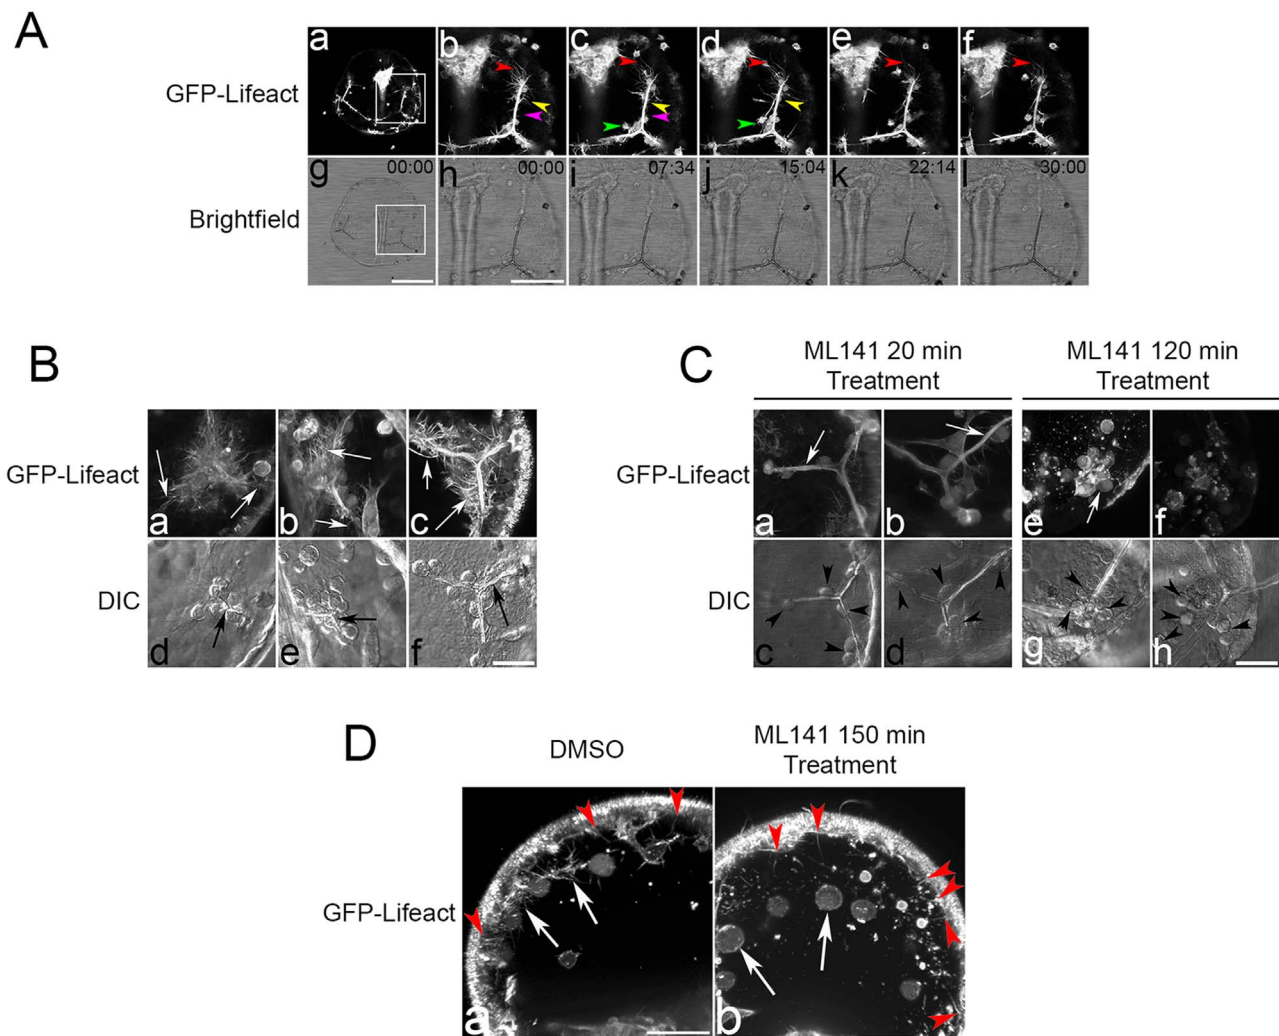 A
a b c d e f
GFP-Lifeact
g 00:00 h 00:00 i 07:34 j 15:04 k 22:14 l 30:00
Brightfield
B
GFP-Lifeact
a b c
DIC
d e f
C
ML141 20 min
Treatment
ML141 120 min
Treatment
GFP-Lifeact
a b e f
DIC
c d g h
D
DMSO
ML141 150 min
Treatment
GFP-Lifeact
a b